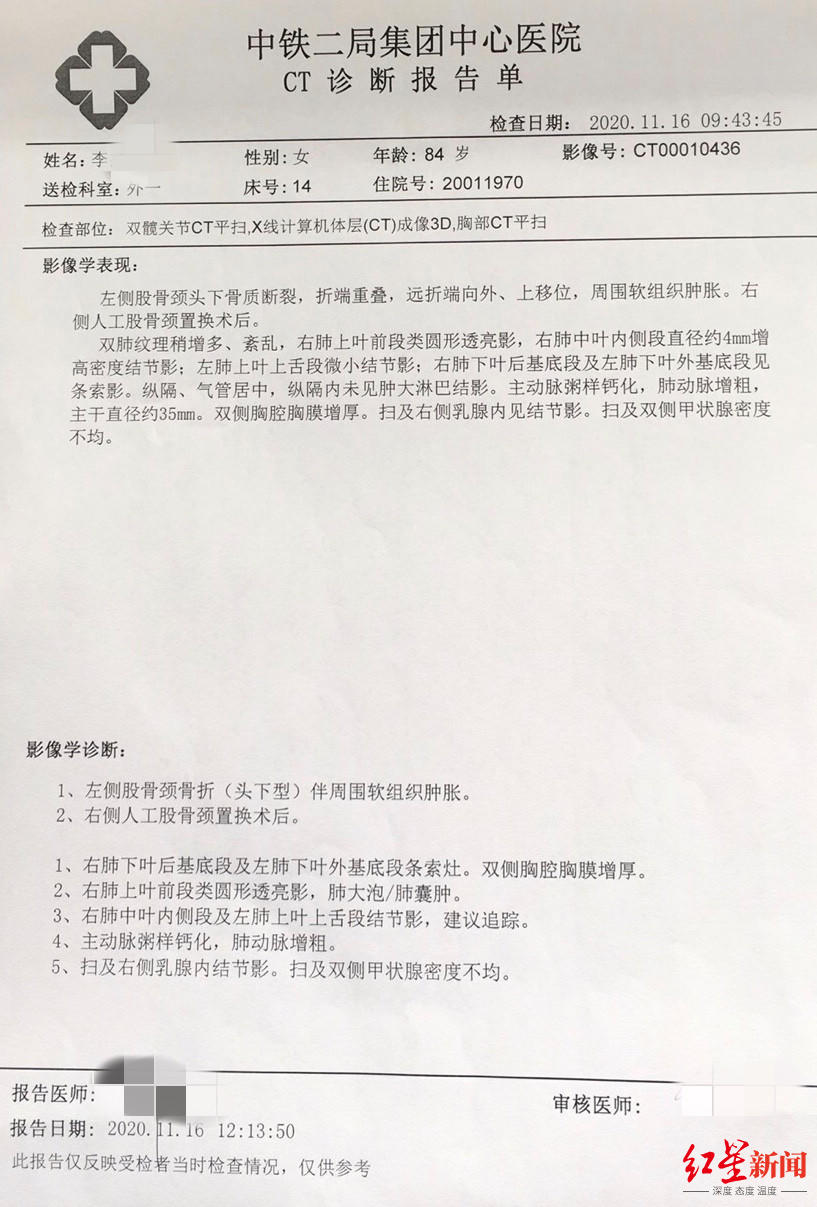 中铁二局集团中心医院
CT 诊断报告单
检查日期： 2020.11.16 09:43:45
姓名：李 性别：女 年龄：84 岁 影像号：CT00010436
送检科室：外一 床号：14 住院号：20011970
检查部位：双髋关节CT平扫,X线计算机体层(CT)成像3D,胸部CT平扫
影像学表现：
左侧股骨颈头下骨质断裂，折端重叠，远折端向外、上移位，周围软组织肿胀。右
侧人工股骨颈置换术后。
双肺纹理稍增多、紊乱，右肺上叶前段类圆形透亮影，右肺中叶内侧段直径约4mm增
高密度结节影；左肺上叶上舌段微小结节影；右肺下叶后基底段及左肺下叶外基底段见
条索影。纵隔、气管居中，纵隔内未见肿大淋巴结影。主动脉粥样钙化，肺动脉增粗，
主干直径约35mm。双侧胸腔胸膜增厚。扫及右侧乳腺内见结节影。扫及双侧甲状腺密度
不均。
影像学诊断：
1、左侧股骨颈骨折（头下型）伴周围软组织肿胀。
2、右侧人工股骨颈置换术后。
1、右肺下叶后基底段及左肺下叶外基底段条索灶。双侧胸腔胸膜增厚。
2、右肺上叶前段类圆形透亮影，肺大泡/肺囊肿。
3、右肺中叶内侧段及左肺上叶上舌段结节影，建议追踪。
4、主动脉粥样钙化，肺动脉增粗。
5、扫及右侧乳腺内结节影。扫及双侧甲状腺密度不均。
报告医师： 审核医师：
报告日期：2020.11.16 12:13:50
此报告仅反映受检者当时检查情况，仅供参考
红星新闻
深度 态度 温度